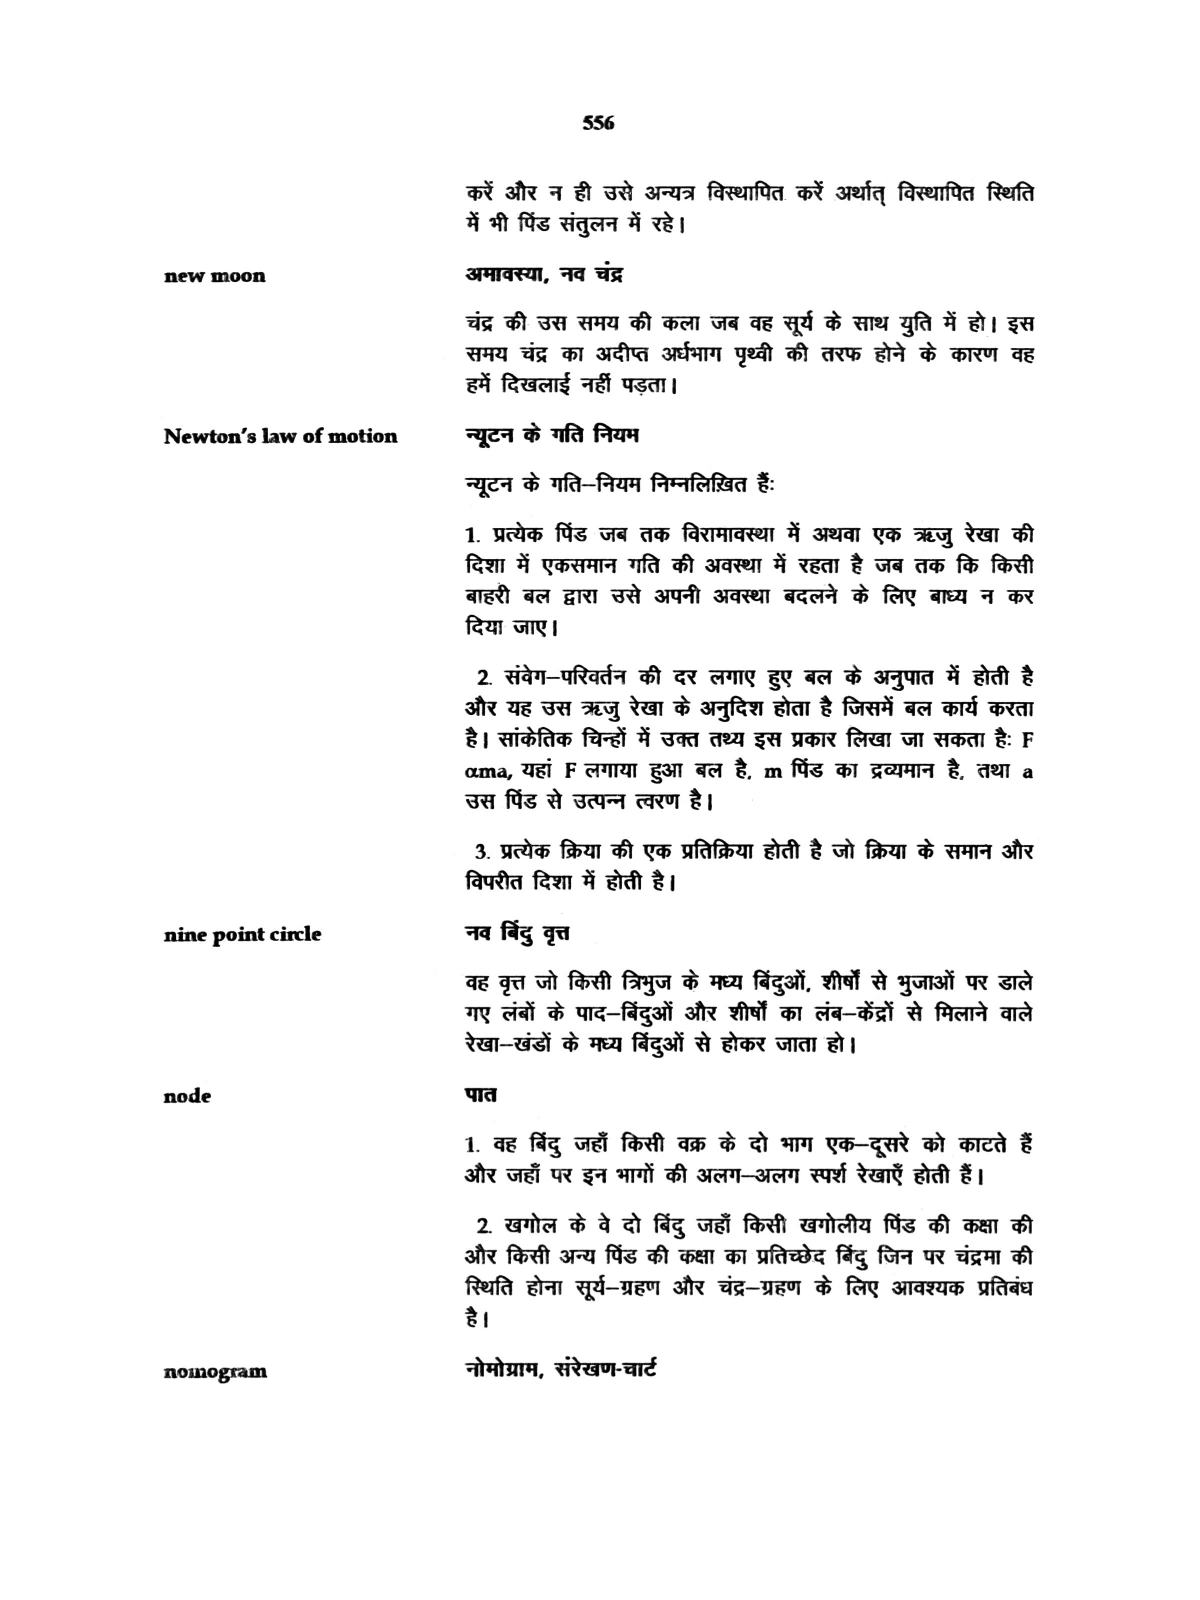 556
करें और न ही उसे अन्यत्र विस्थापित करें अर्थात् विस्थापित स्थिति
में भी पिंड संतुलन में रहे।
new moon अमावस्या, नव चंद्र
चंद्र की उस समय की कला जब वह सूर्य के साथ युति में हो। इस
समय चंद्र का अदीप्त अर्धभाग पृथ्वी की तरफ होने के कारण वह
हमें दिखलाई नहीं पड़ता।
Newton's law of motion न्यूटन के गति नियम
न्यूटन के गति–नियम निम्नलिख़ित हैंः
1. प्रत्येक पिंड जब तक विरामावस्था में अथवा एक ऋजु रेखा की
दिशा में एकसमान गति की अवस्था में रहता है जब तक कि किसी
बाहरी बल द्वारा उसे अपनी अवस्था बदलने के लिए बाध्य न कर
दिया जाए।
2. संवेग–परिवर्तन की दर लगाए हुए बल के अनुपात में होती है
और यह उस ऋजु रेखा के अनुदिश होता है जिसमें बल कार्य करता
है। सांकेतिक चिन्हों में उक्त तथ्य इस प्रकार लिखा जा सकता हैः F
αma, यहां F लगाया हुआ बल है, m पिंड का द्रव्यमान है, तथा a
उस पिंड से उत्पन्न त्वरण है।
3. प्रत्येक क्रिया की एक प्रतिक्रिया होती है जो क्रिया के समान और
विपरीत दिशा में होती है।
nine point circle नव बिंदु वृत्त
वह वृत्त जो किसी त्रिभुज के मध्य बिंदुओं, शीर्षों से भुजाओं पर डाले
गए लंबों के पाद–बिंदुओं और शीर्षों का लंब–केंद्रों से मिलाने वाले
रेखा–खंडों के मध्य बिंदुओं से होकर जाता हो।
node पात
1. वह बिंदु जहाँ किसी वक्र के दो भाग एक–दूसरे को काटते हैं
और जहाँ पर इन भागों की अलग–अलग स्पर्श रेखाएँ होती हैं।
2. खगोल के वे दो बिंदु जहाँ किसी खगोलीय पिंड की कक्षा की
और किसी अन्य पिंड की कक्षा का प्रतिच्छेद बिंदु जिन पर चंद्रमा की
स्थिति होना सूर्य–ग्रहण और चंद्र–ग्रहण के लिए आवश्यक प्रतिबंध
है।
nomogram नोमोग्राम, संरेखण-चार्ट